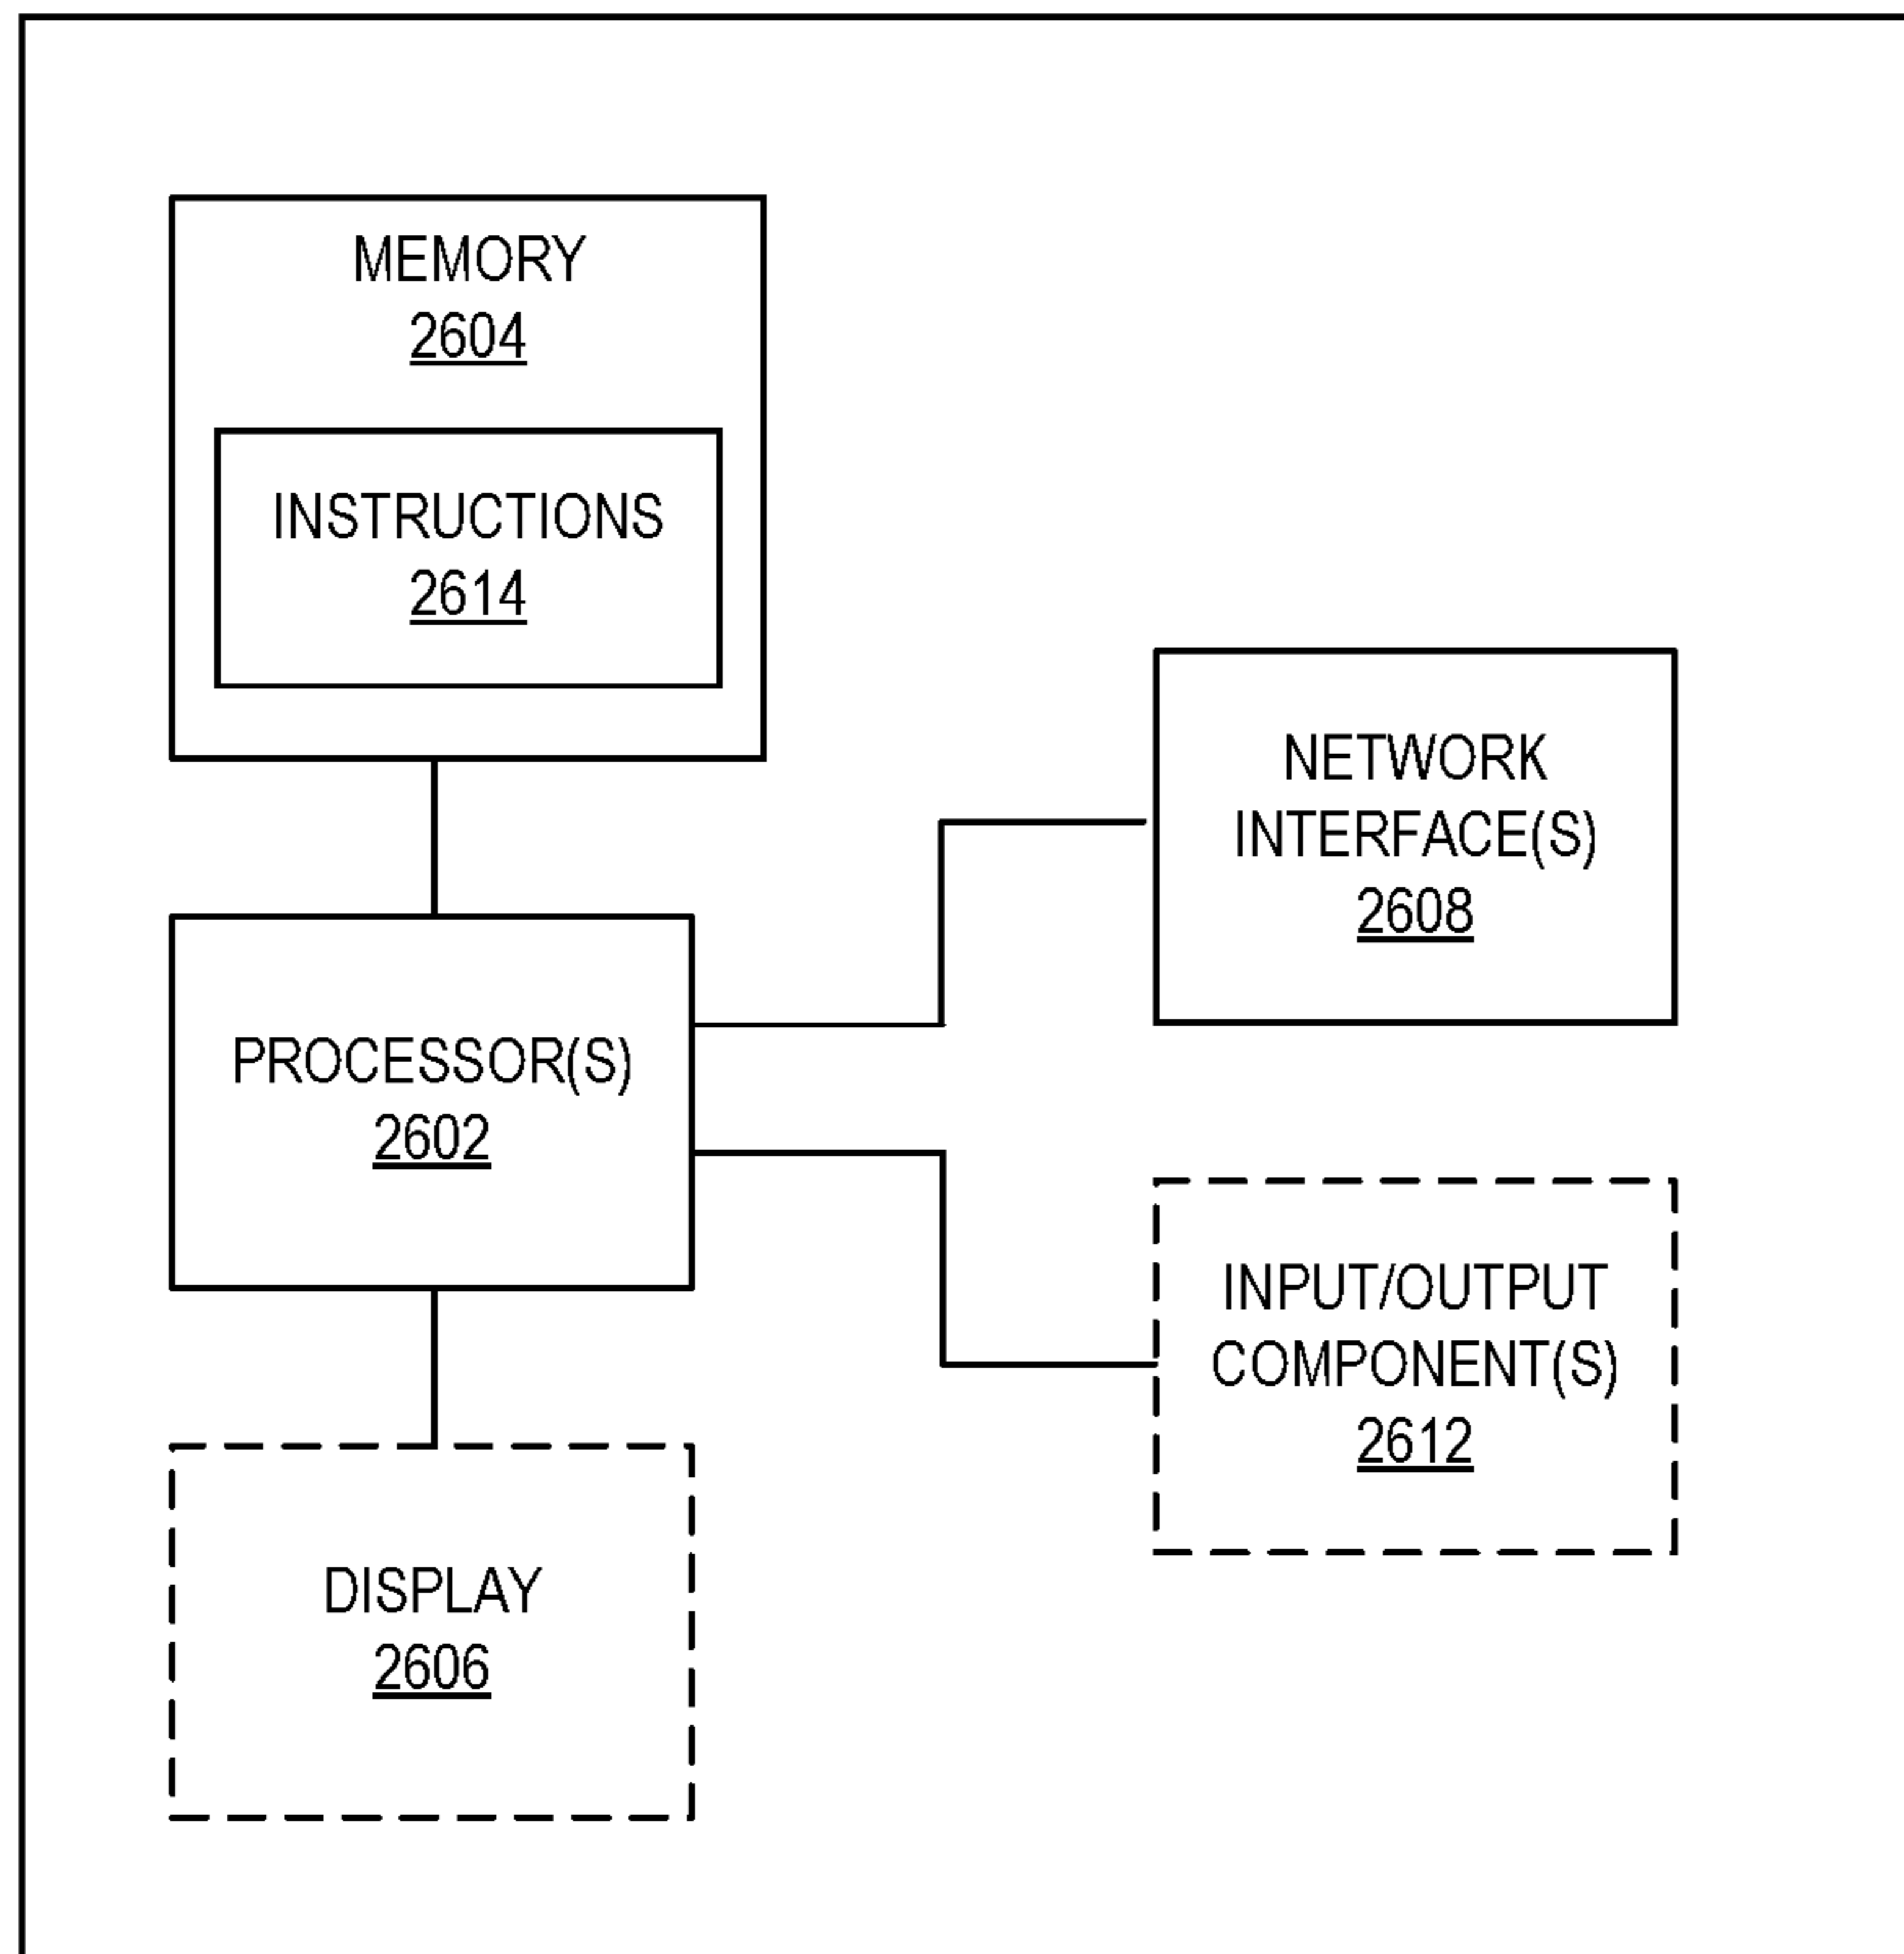 MEMORY
2604
INSTRUCTIONS
2614
NETWORK
INTERFACE(S)
2608
PROCESSOR(S)
2602
INPUT/OUTPUT
COMPONENT(S)
2612
DISPLAY
2606